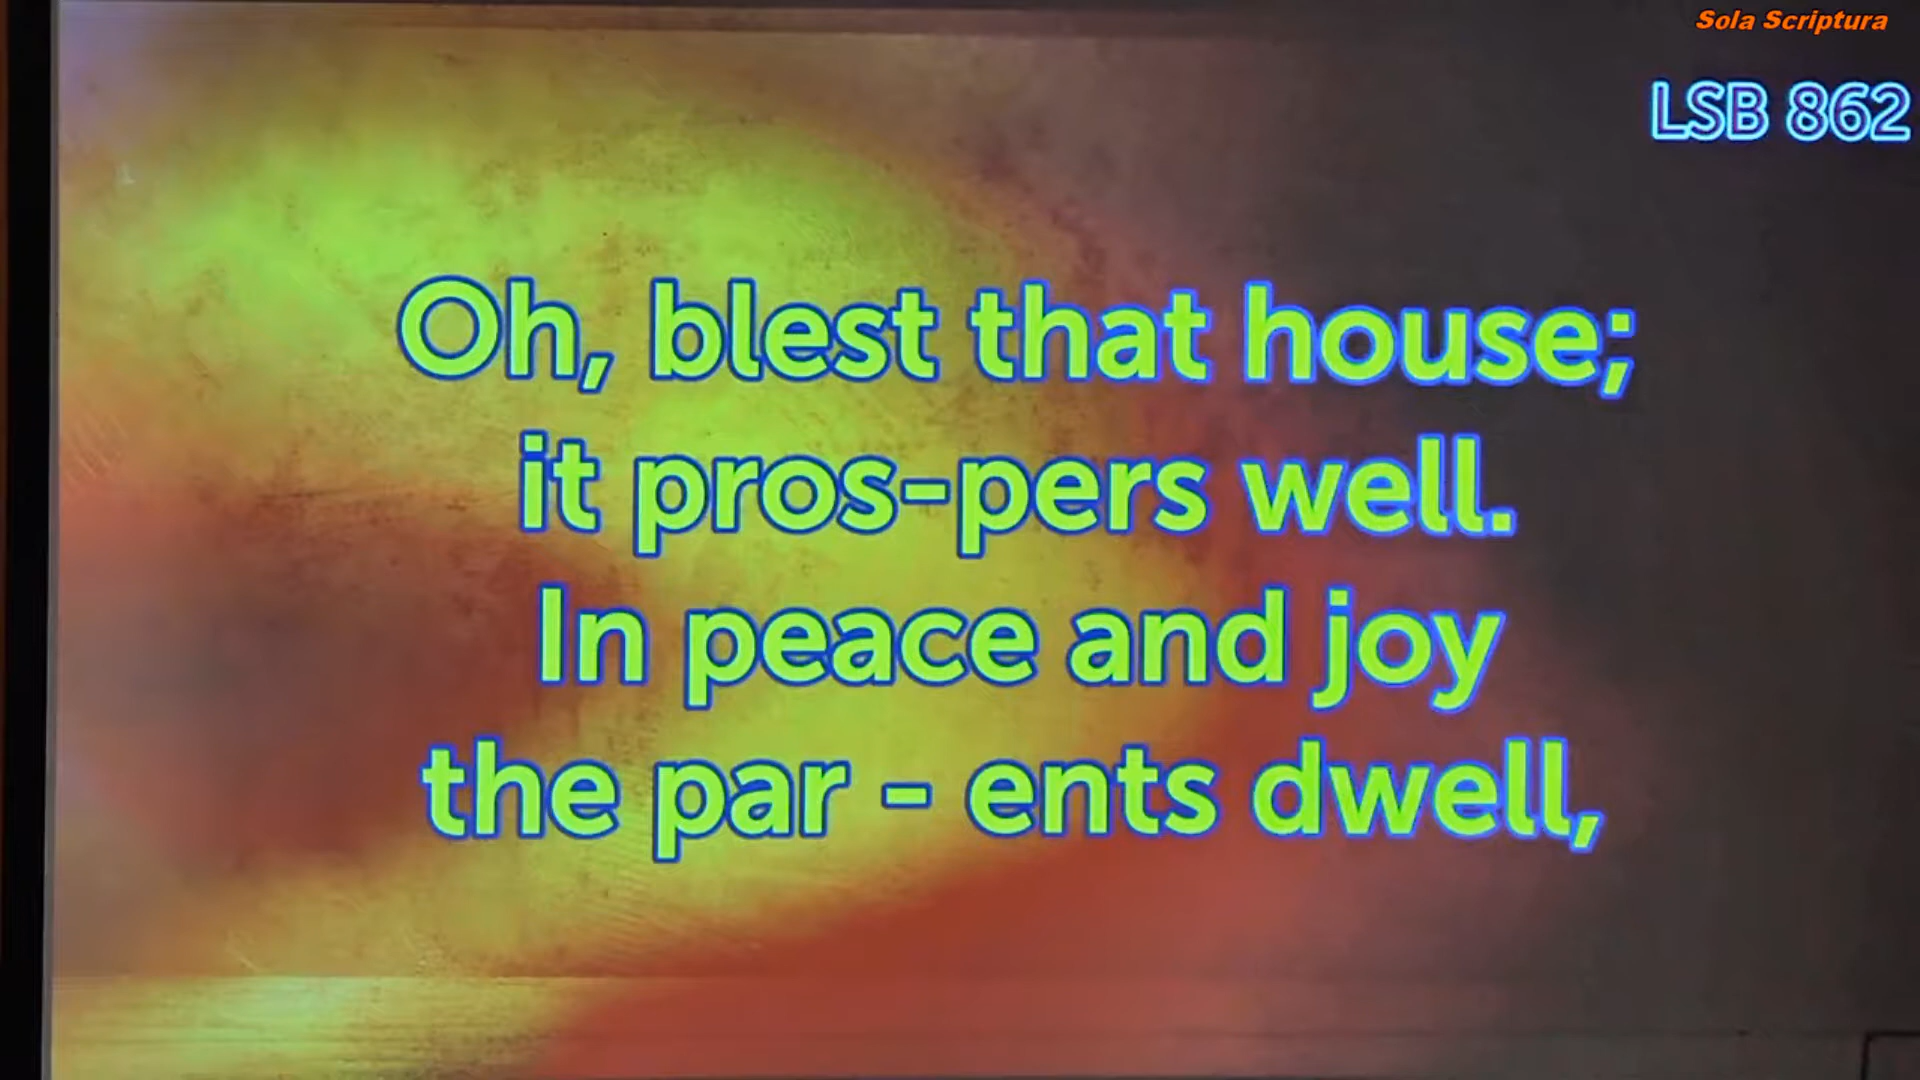 Sola Scriptura
LSB 862
Oh, blest that house;
it pros-pers well.
In peace and joy
the par - ents dwell,